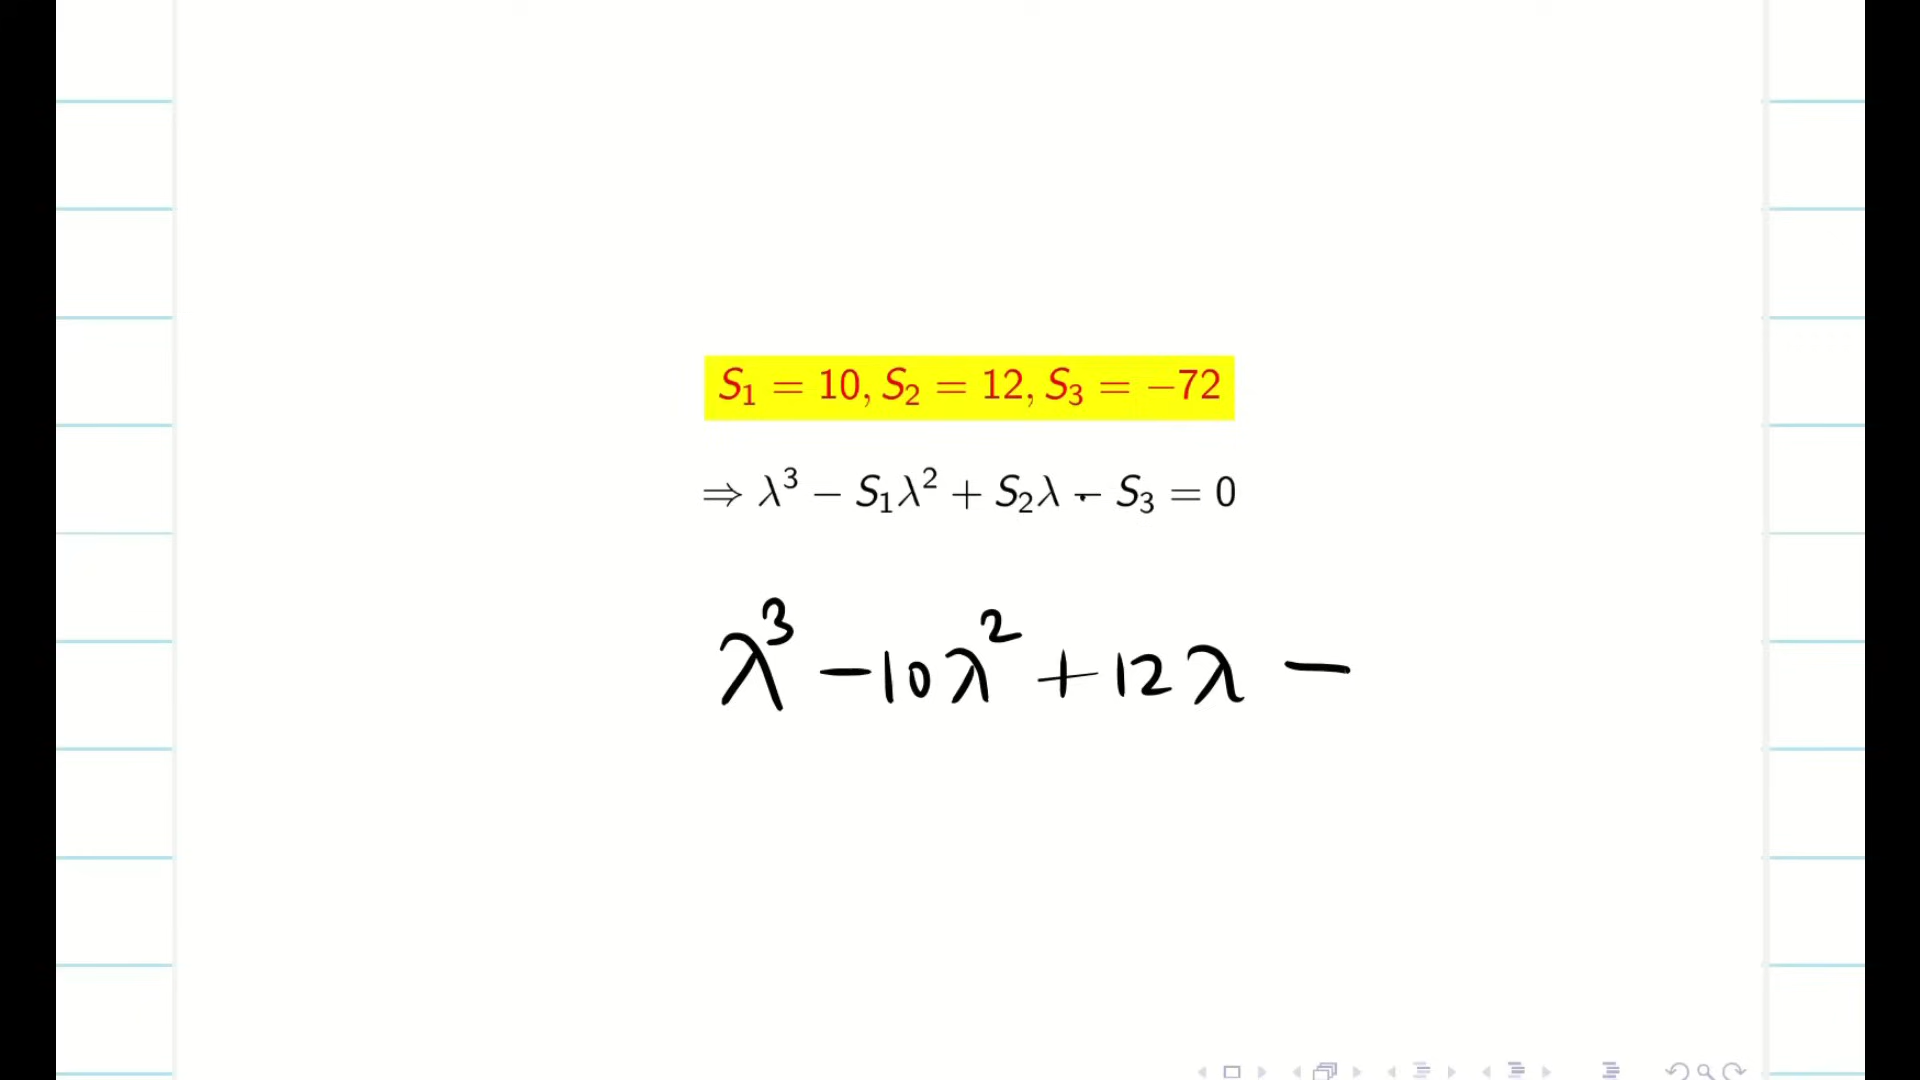 S₁ = 10, S₂ = 12, S₃ = −72
⇒ λ³ − S₁λ² + S₂λ − S₃ = 0
λ³ − 10λ² + 12λ −